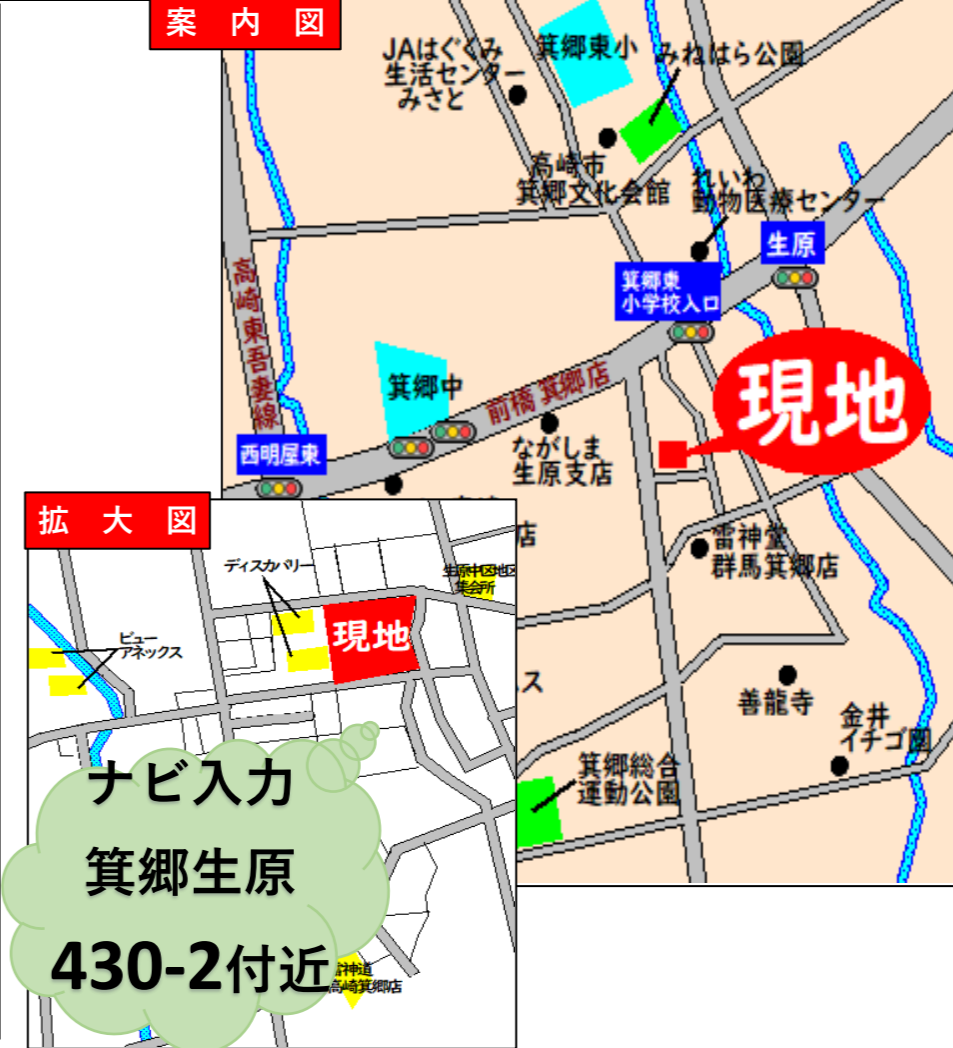 案内図
JAはぐくみ
生活センター
みさと
箕郷東小
みねはら公園
高崎市
箕郷文化会館
れいわ
動物医療センター
生原
箕郷東
小学校入口
高崎東吾妻線
箕郷中
前橋 箕郷店
現地
西明屋東
ながしま
生原支店
店
雷神堂
群馬箕郷店
ス
善龍寺
金井
イチゴ園
箕郷総合
運動公園
拡大図
ディスカバリー
生原中区地区
集会所
現地
ビュー
アネックス
ナビ入力
箕郷生原
430-2付近
雷神道
高崎箕郷店